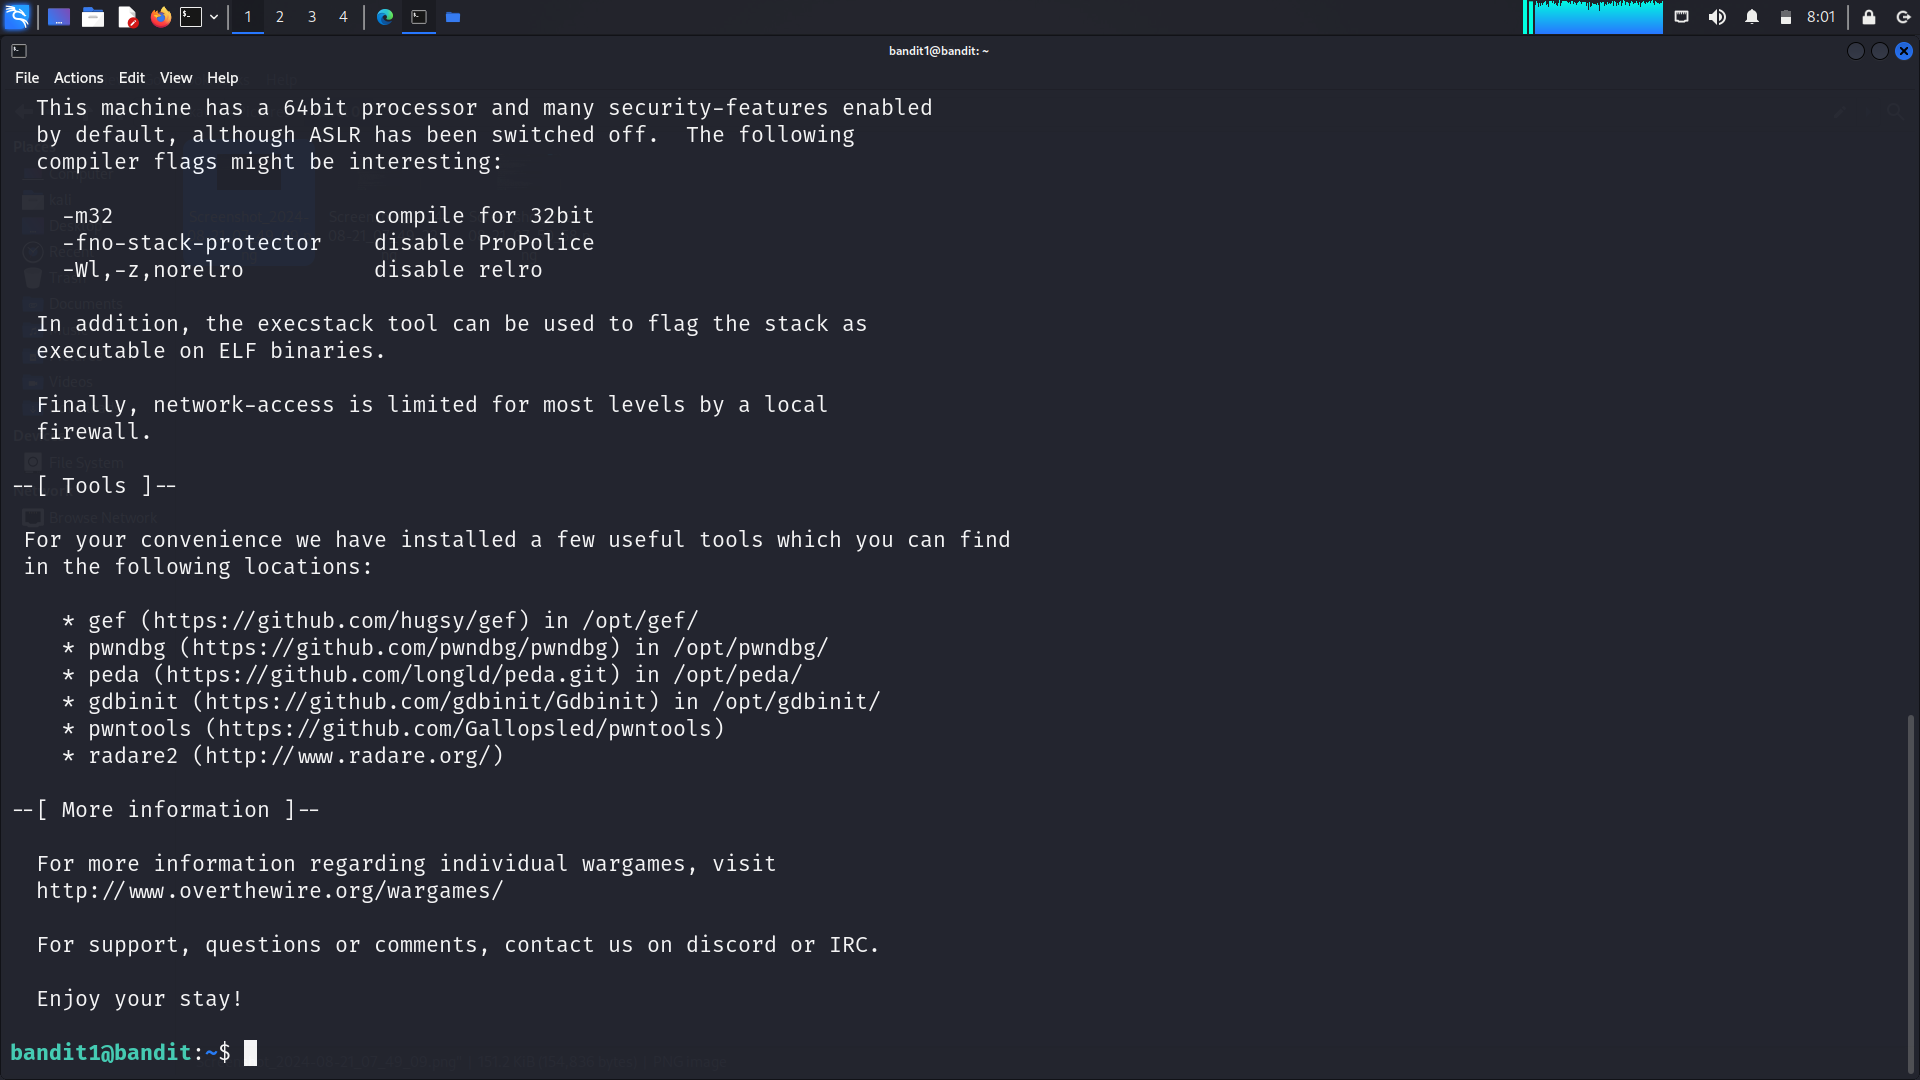 1 2 3 4 8:01
bandit1@bandit: ~
File Actions Edit View Help
This machine has a 64bit processor and many security-features enabled
by default, although ASLR has been switched off. The following
compiler flags might be interesting:
-m32 compile for 32bit
-fno-stack-protector disable ProPolice
-Wl,-z,norelro disable relro
In addition, the execstack tool can be used to flag the stack as
executable on ELF binaries.
Finally, network-access is limited for most levels by a local
firewall.
--[ Tools ]--
For your convenience we have installed a few useful tools which you can find
in the following locations:
* gef (https://github.com/hugsy/gef) in /opt/gef/
* pwndbg (https://github.com/pwndbg/pwndbg) in /opt/pwndbg/
* peda (https://github.com/longld/peda.git) in /opt/peda/
* gdbinit (https://github.com/gdbinit/Gdbinit) in /opt/gdbinit/
* pwntools (https://github.com/Gallopsled/pwntools)
* radare2 (http://www.radare.org/)
--[ More information ]--
For more information regarding individual wargames, visit
http://www.overthewire.org/wargames/
For support, questions or comments, contact us on discord or IRC.
Enjoy your stay!
bandit1@bandit:~$
Documents
Videos
File System
Browse Network